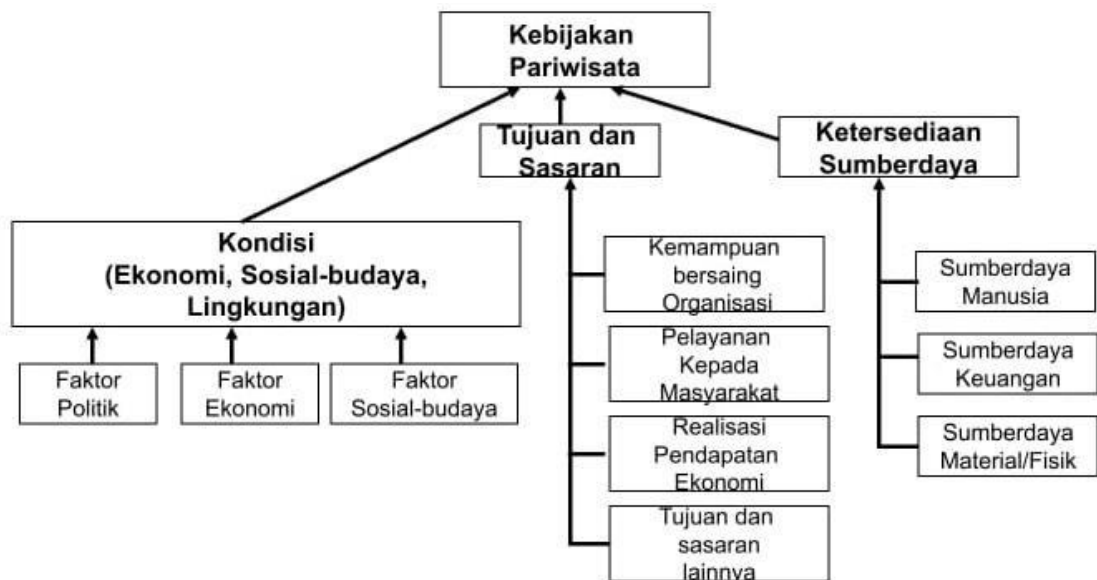 Kebijakan
Pariwisata
Tujuan dan
Sasaran
Ketersediaan
Sumberdaya
Kondisi
(Ekonomi, Sosial-budaya,
Lingkungan)
Faktor
Politik
Faktor
Ekonomi
Faktor
Sosial-budaya
Kemampuan
bersaing
Organisasi
Pelayanan
Kepada
Masyarakat
Realisasi
Pendapatan
Ekonomi
Tujuan dan
sasaran
lainnya
Sumberdaya
Manusia
Sumberdaya
Keuangan
Sumberdaya
Material/Fisik